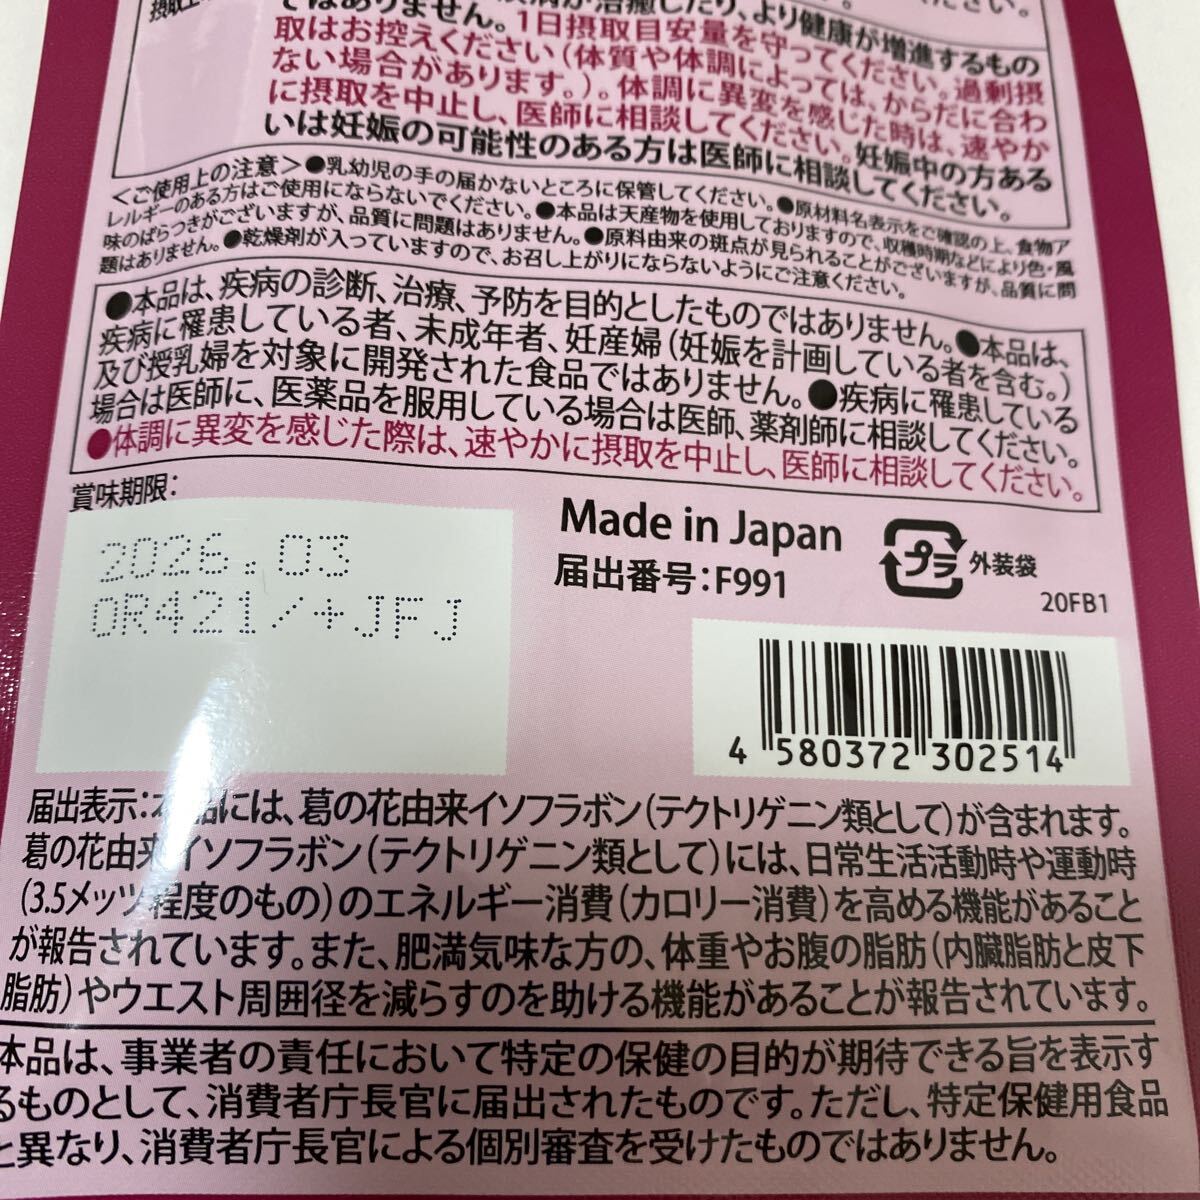 ではありません。
より健康が増進するもの
1日摂取目安量を守ってください。過剰摂
取はお控えください(体質や体調によっては、からだに合わ
ない場合があります。)。体調に異変を感じた時は、速やか
に摂取を中止し、医師に相談してください。妊娠中の方ある
いは妊娠の可能性のある方は医師に相談してください。
<ご使用上の注意>●乳幼児の手の届かないところに保管してください。●原材料名表示をご確認の上、食物ア
レルギーのある方はご使用にならないでください。●本品は天産物を使用しておりますので、収穫時期などにより色・風
味のばらつきがございますが、品質に問題はありません。●原料由来の斑点が見られることがございますが、品質に問
題はありません。●乾燥剤が入っていますので、お召し上がりにならないようにご注意ください。
●本品は、疾病の診断、治療、予防を目的としたものではありません。●本品は、
疾病に罹患している者、未成年者、妊産婦(妊娠を計画している者を含む。)
及び授乳婦を対象に開発された食品ではありません。●疾病に罹患している
場合は医師に、医薬品を服用している場合は医師、薬剤師に相談してください。
●体調に異変を感じた際は、速やかに摂取を中止し、医師に相談してください。
賞味期限:
2026.03
OR421/+JFJ
Made in Japan
届出番号:F991
プラ
外装袋
20FB1
4 580372 302514
届出表示:本品には、葛の花由来イソフラボン(テクトリゲニン類として)が含まれます。
葛の花由来イソフラボン(テクトリゲニン類として)には、日常生活活動時や運動時
(3.5メッツ程度のもの)のエネルギー消費(カロリー消費)を高める機能があること
が報告されています。また、肥満気味な方の、体重やお腹の脂肪(内臓脂肪と皮下
脂肪)やウエスト周囲径を減らすのを助ける機能があることが報告されています。
本品は、事業者の責任において特定の保健の目的が期待できる旨を表示す
るものとして、消費者庁長官に届出されたものです。ただし、特定保健用食品
と異なり、消費者庁長官による個別審査を受けたものではありません。